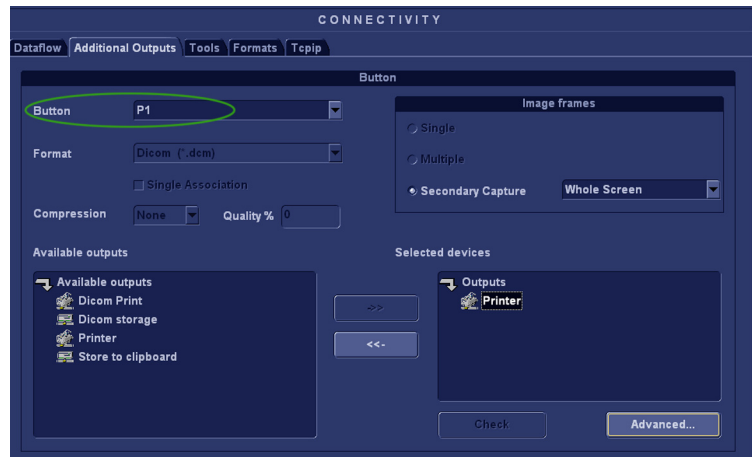 CONNECTIVITY
Dataflow Additional Outputs Tools Formats Tcpip
Button
Button P1
Format Dicom (*.dcm)
Single Association
Compression None Quality % 0
Image frames
Single
Multiple
Secondary Capture Whole Screen
Available outputs
Available outputs
Dicom Print
Dicom storage
Printer
Store to clipboard
->>
<<-
Selected devices
Outputs
Printer
Check Advanced...